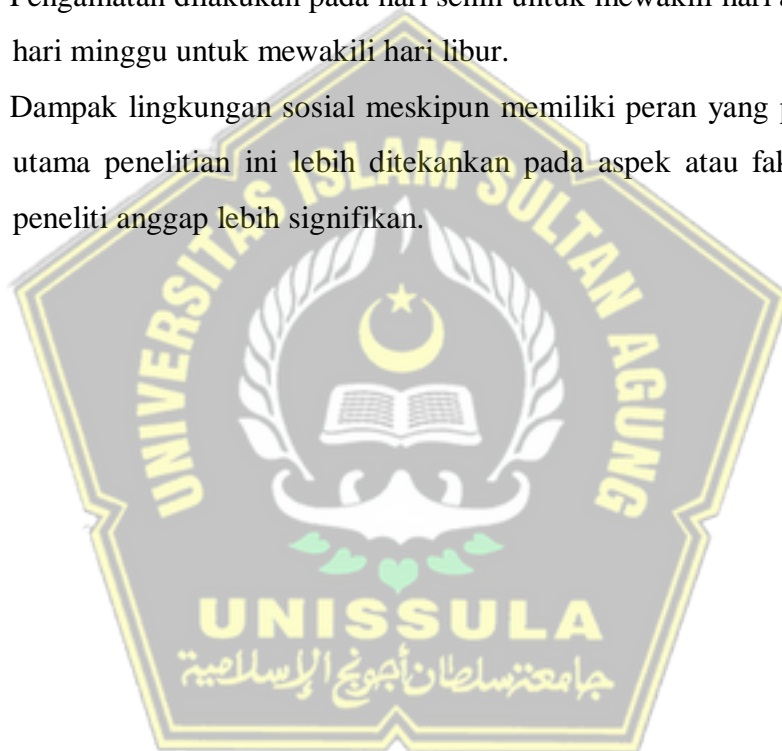 Pengamatan dilakukan pada hari senin untuk mewakili hari
hari minggu untuk mewakili hari libur.
Dampak lingkungan sosial meskipun memiliki peran yang
utama penelitian ini lebih ditekankan pada aspek atau
peneliti anggap lebih signifikan.
UNIVERSITAS ISLAM SULTAN AGUNG
UNISSULA
جامعة سلطان أجونج الإسلامية